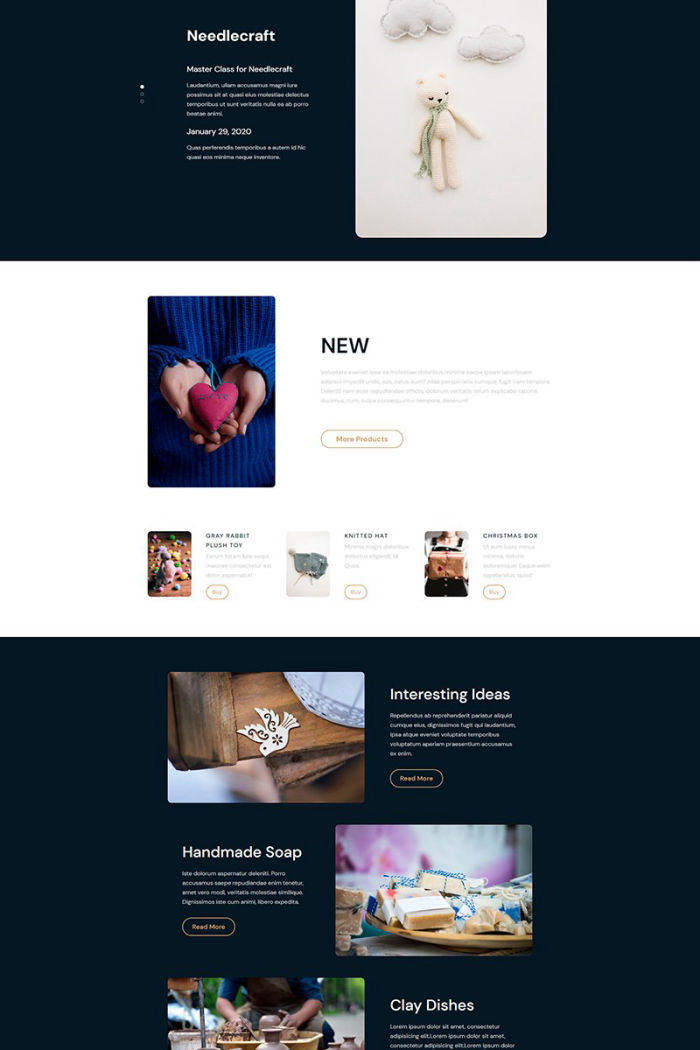 Needlecraft
Master Class for Needlecraft
Laudantium, ullam accusamus magni iure
possimus sit at quasi eius molestiae delectus
temporibus ut sunt veritatis nulla ea ab porro
beatae animi.
January 29, 2020
Quas perferendis temporibus a autem id hic
quasi eos minima neque inventore.
NEW
Voluptate eveniet ipsa ex molestiae doloribus minima saepe ipsam laboriosam
adipisci impedit unde, eos, netus eum? Alias perspiciatis cumque, fugit nam tempora.
Deleniti nam esse repudiandae officiis, dolorum veritatis rerum explicabo ratione
ducimus, cum, culpa consequuntur tempore, deserunt!
More Products
GRAY RABBIT
PLUSH TOY
Earum totam iure sequi,
maiores consectetur est
dolor aspernatur!
Buy
KNITTED HAT
Minima magni doloribus
delectus eligendi, id.
Quos.
Buy
CHRISTMAS BOX
Ut eum iusto minus
minima, debitis
doloremque! Eaque anim
repellendus quod!
Buy
Interesting Ideas
Repellendus ab reprehenderit pariatur aliquid
cumque eius, dignissimos fugit qui laudantium,
ipsa atque eveniet voluptate temporibus
voluptatum aperiam praesentium accusamus
ex enim.
Read More
Handmade Soap
Iste dolorum aspernatur deleniti. Porro
accusamus saepe repudiandae enim tenetur,
amet vero modi, veritatis molestiae similique.
Dignissimos iste cum animi, libero expedita.
Read More
Clay Dishes
Lorem ipsum dolor sit amet, consectetur
adipisicing elit.Lorem ipsum dolor sit amet,
consectetur adipisicing elit.Lorem ipsum dolor